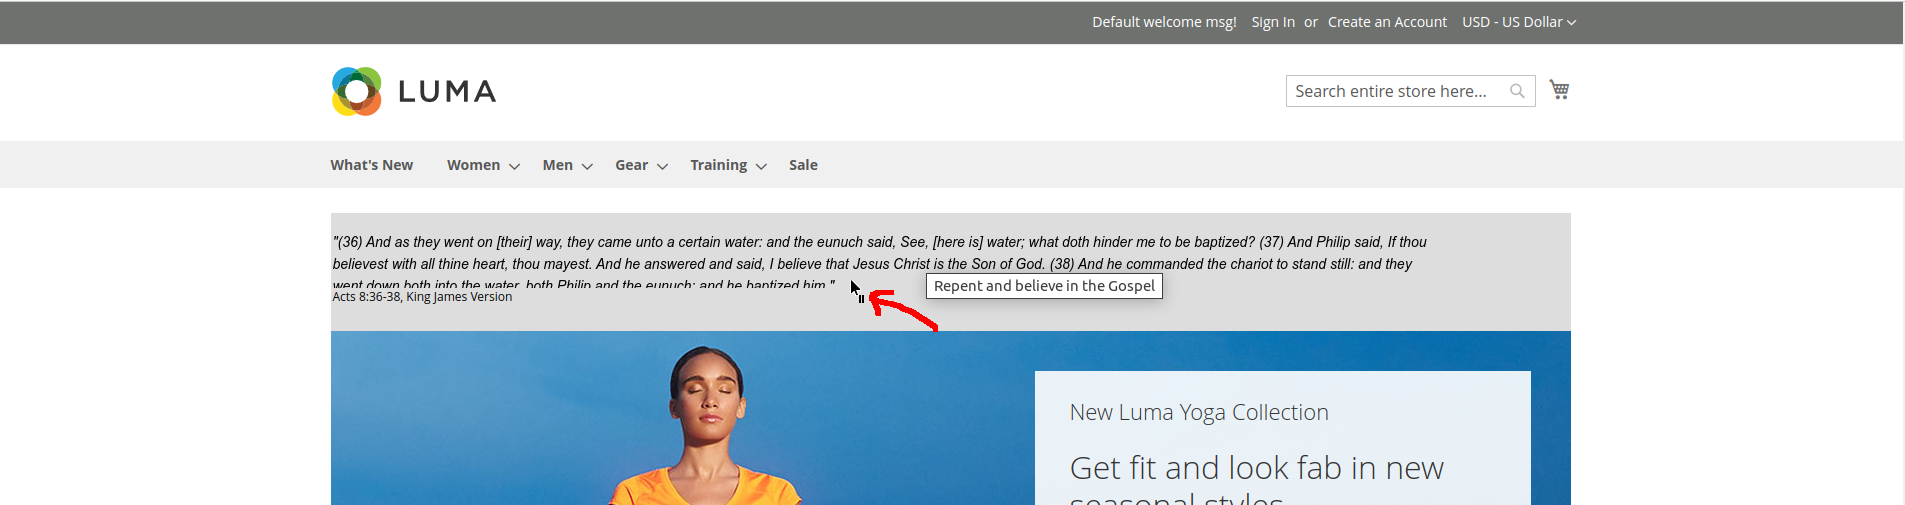 Default welcome msg! Sign In or Create an Account USD - US Dollar
LUMA
Search entire store here...
What's New Women Men Gear Training Sale
"(36) And as they went on [their] way, they came unto a certain water: and the eunuch said, See, [here is] water; what doth hinder me to be baptized? (37) And Philip said, If thou
believest with all thine heart, thou mayest. And he answered and said, I believe that Jesus Christ is the Son of God. (38) And he commanded the chariot to stand still: and they
went down both into the water, both Philip and the eunuch; and he baptized him."
Repent and believe in the Gospel
Acts 8:36-38, King James Version
New Luma Yoga Collection
Get fit and look fab in new
seasonal styles